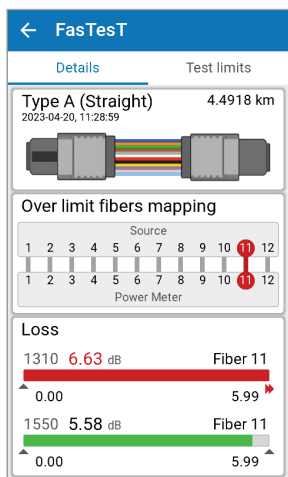 FasTesT
Details Test limits
Type A (Straight) 4.4918 km
2023-04-20, 11:28:59
Over limit fibers mapping
Source
1 2 3 4 5 6 7 8 9 10 11 12
1 2 3 4 5 6 7 8 9 10 11 12
Power Meter
Loss
1310 6.63 dB Fiber 11
0.00 5.99
1550 5.58 dB Fiber 11
0.00 5.99